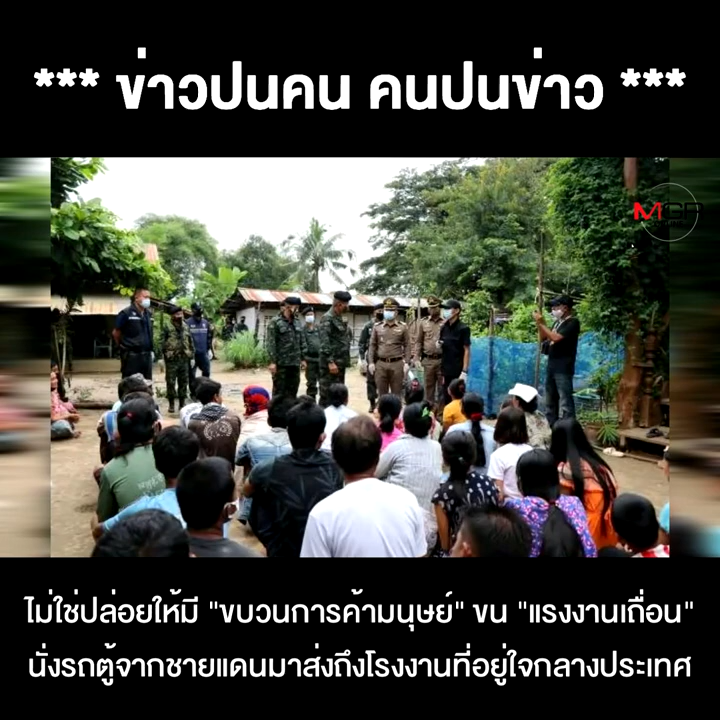 *** ข่าวปนคน คนปนข่าว ***
MGR
ไม่ใช่ปล่อยให้มี "ขบวนการค้ามนุษย์" ขน "แรงงานเถื่อน"
นั่งรถตู้จากชายแดนมาส่งถึงโรงงานที่อยู่ใจกลางประเทศ